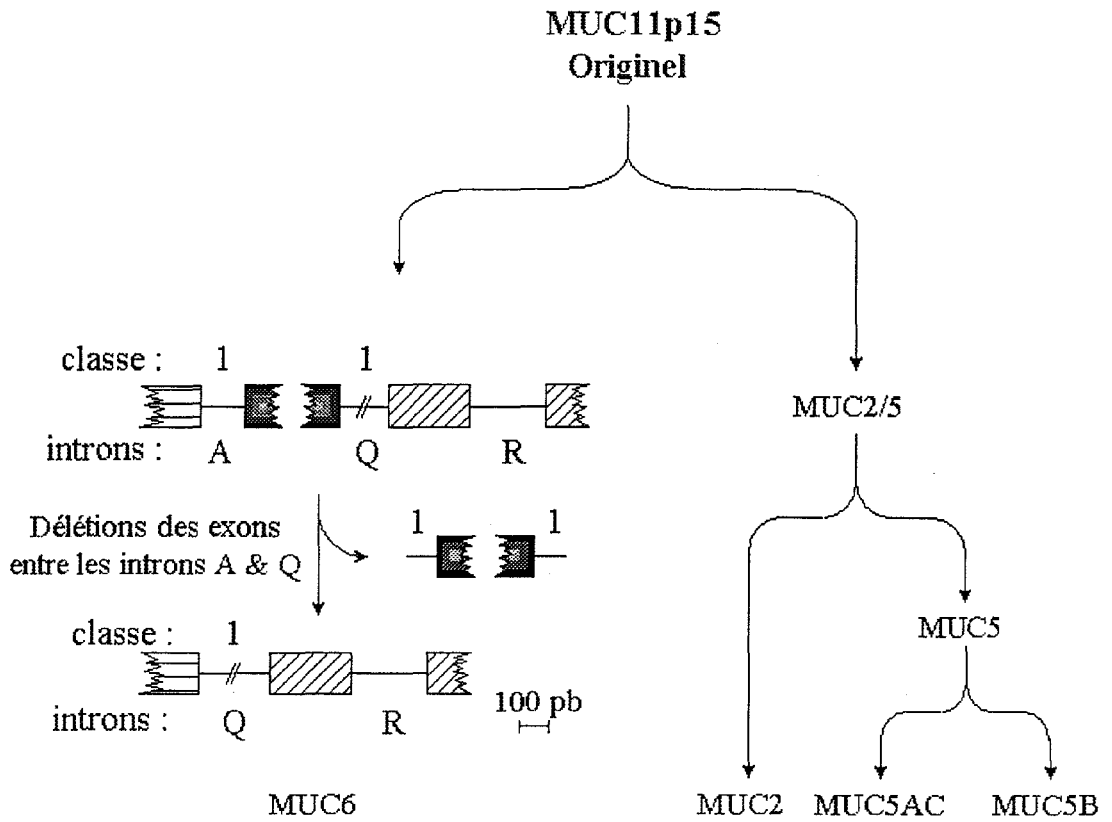 MUC11p15
Originel
classe : 1 1
introns : A Q R
MUC2/5
Délétions des exons
entre les introns A & Q
1 1
MUC5
classe : 1
introns : Q R
100 pb
MUC6
MUC2 MUC5AC MUC5B